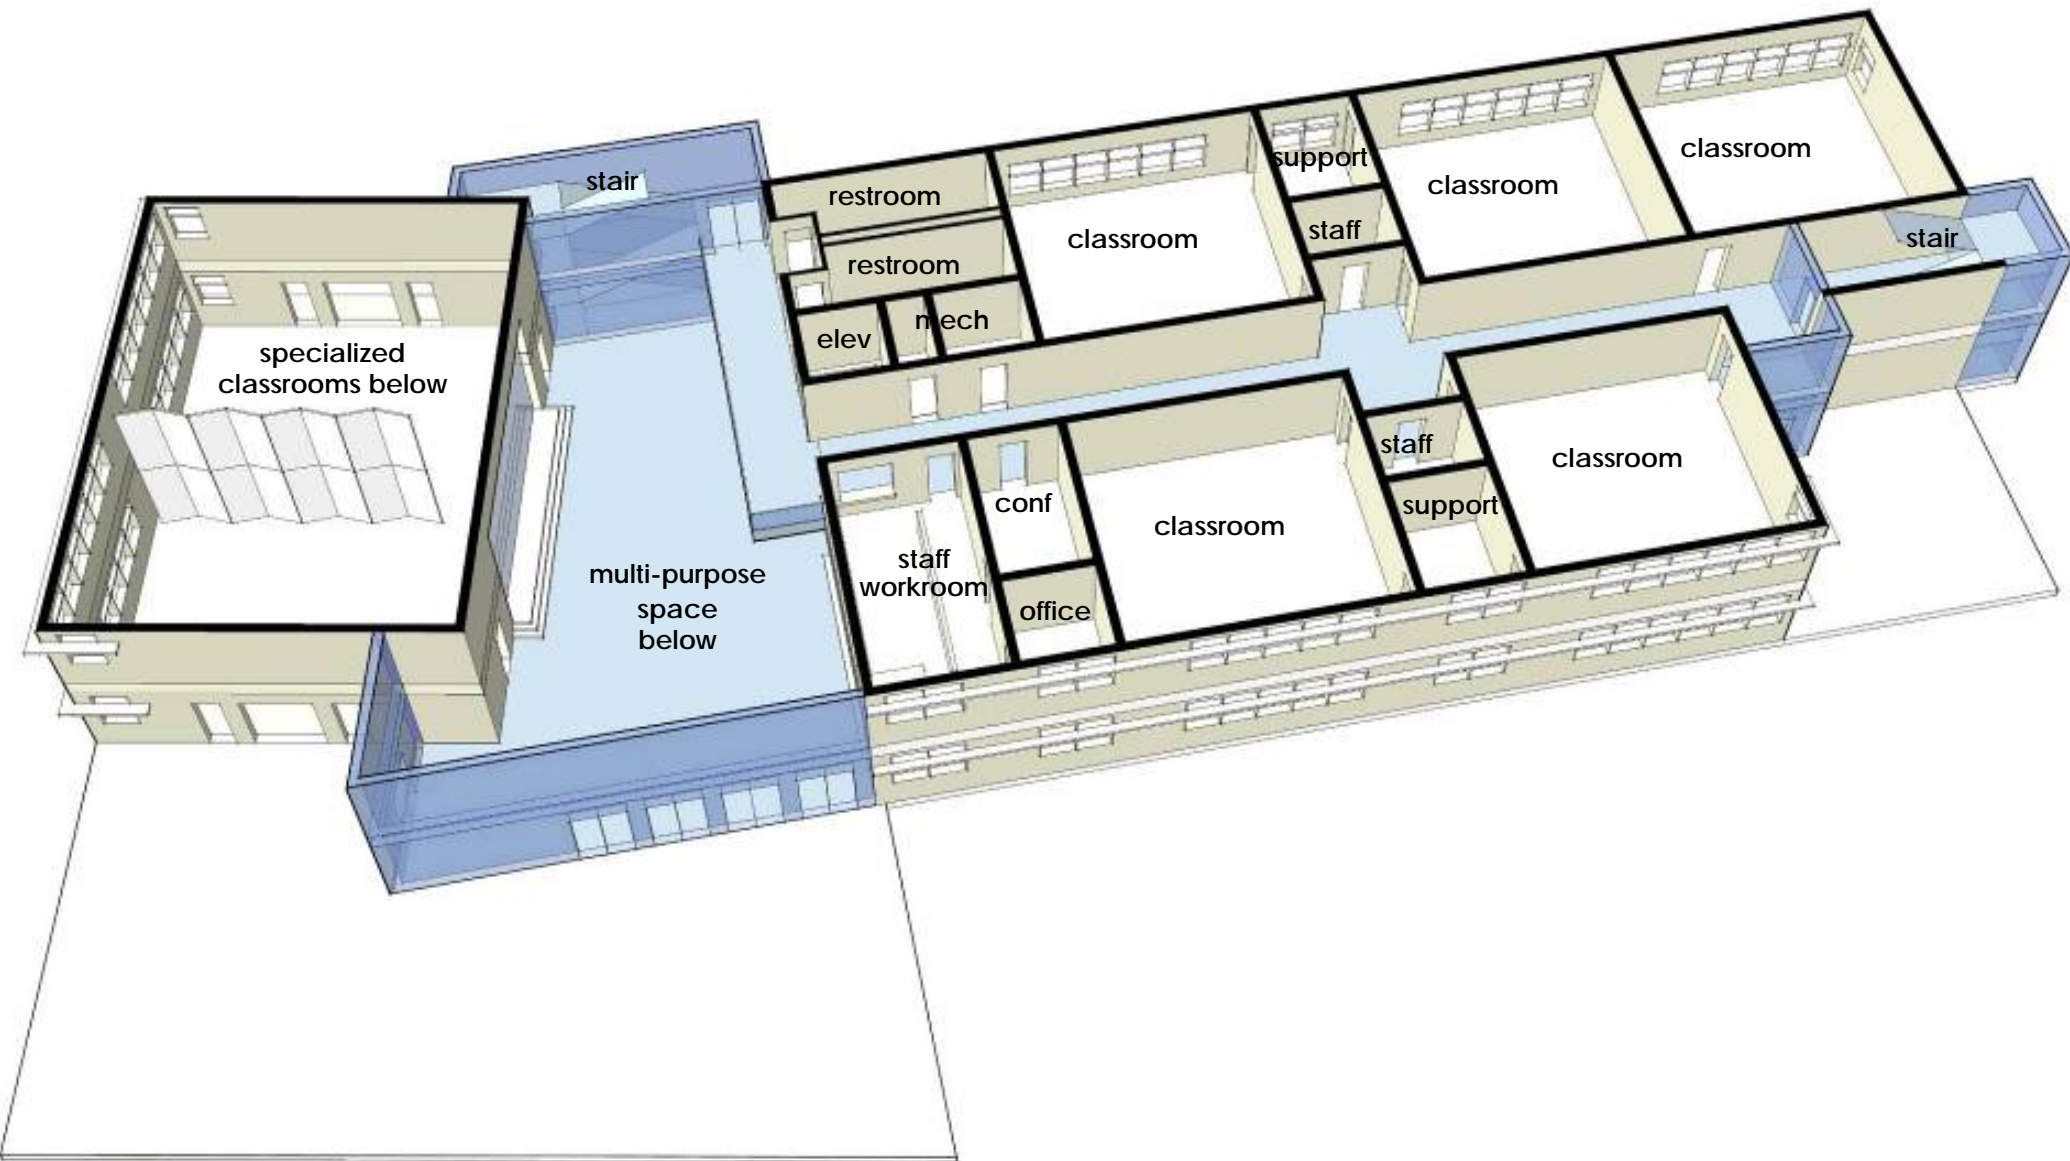 stair
restroom
restroom
elev
mech
classroom
support
staff
classroom
classroom
stair
specialized
classrooms below
multi-purpose
space
below
staff
workroom
conf
office
classroom
staff
support
classroom